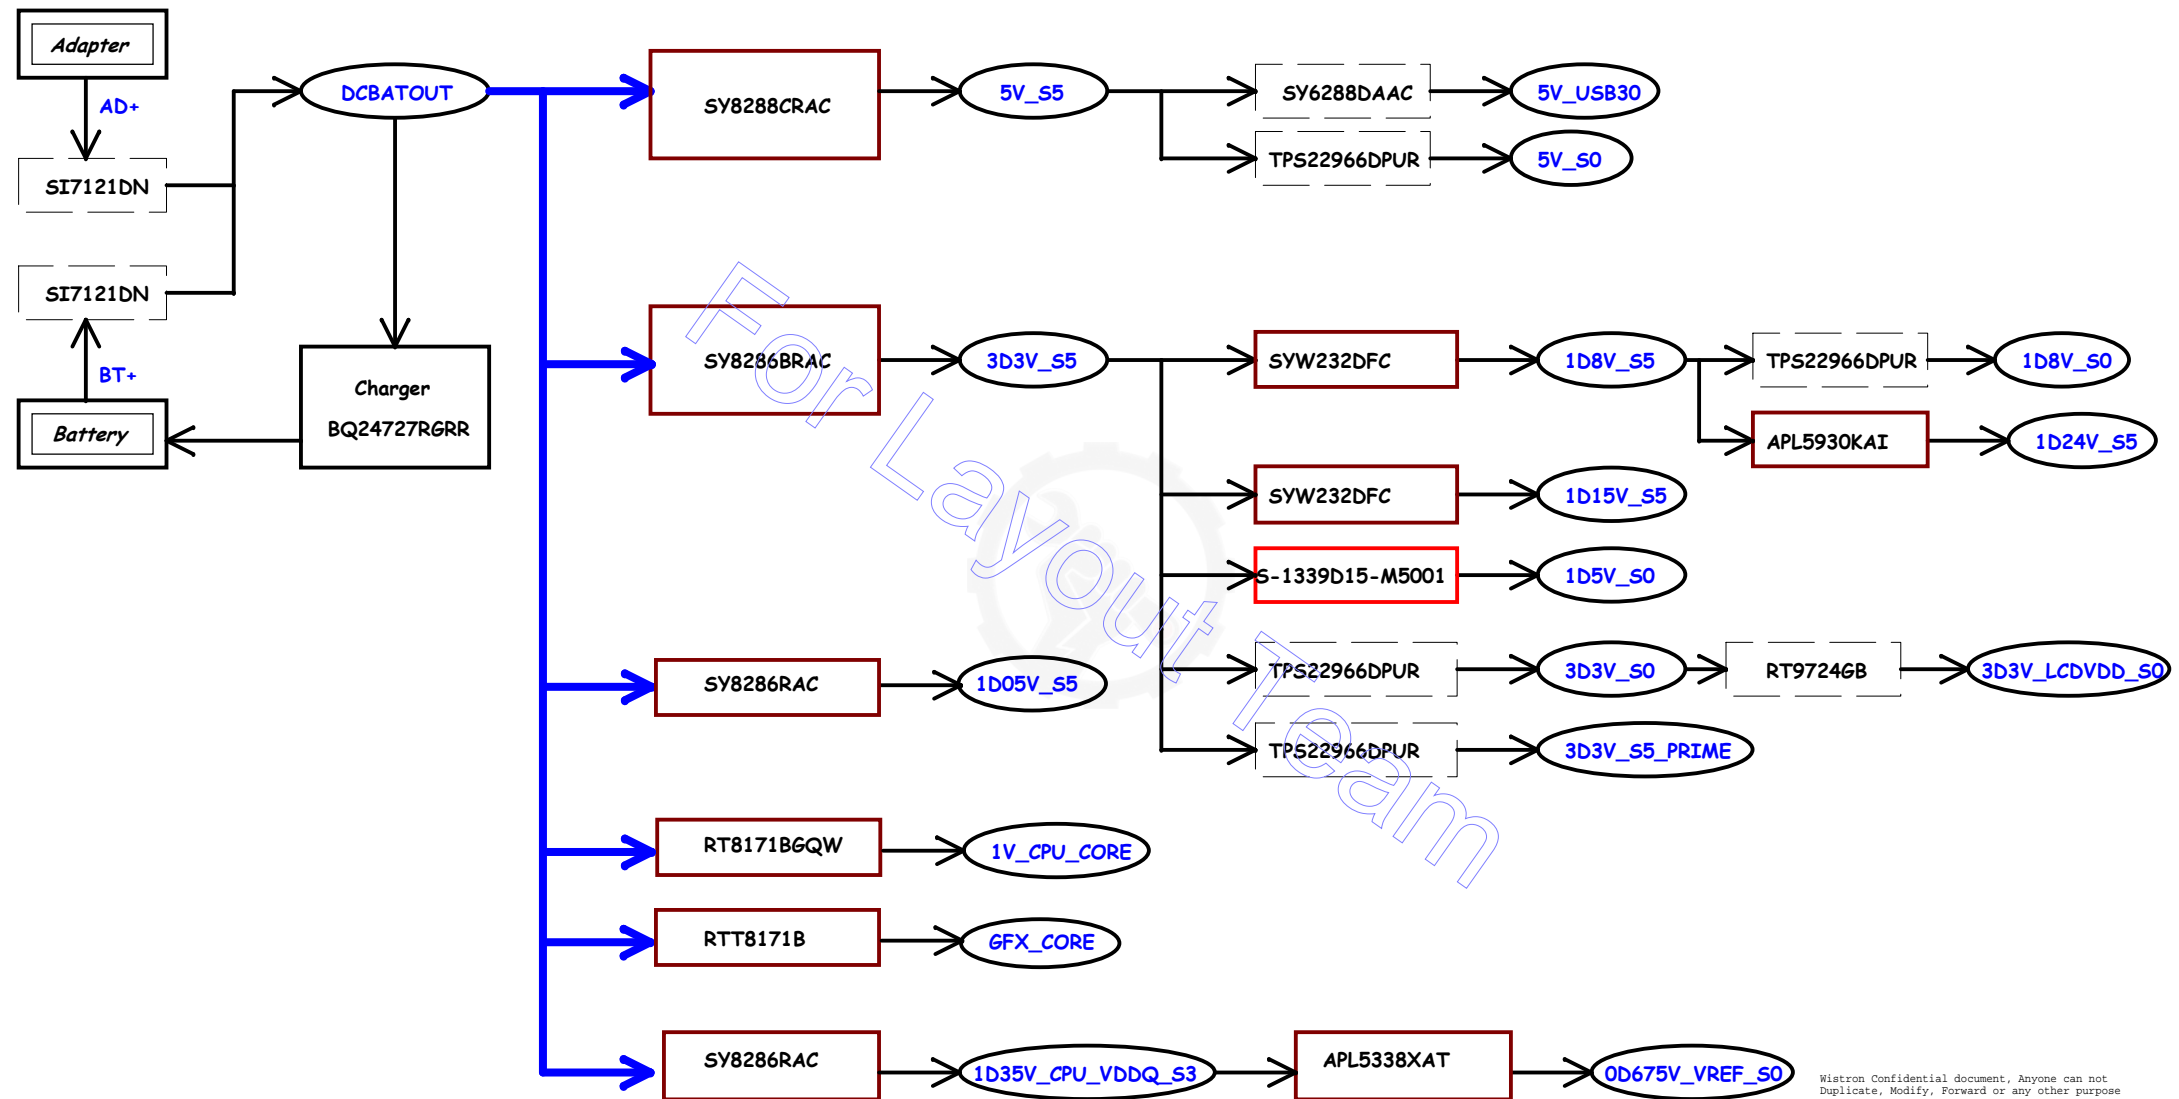 Adapter
AD+
SI7121DN
SI7121DN
BT+
Battery
DCBATOUT
Charger
BQ24727RGRR
SY8288CRAC
5V_S5
SY6288DAAC
5V_USB30
TPS22966DPUR
5V_S0
SY8286BRAC
3D3V_S5
SYW232DFC
1D8V_S5
TPS22966DPUR
1D8V_S0
APL5930KAI
1D24V_S5
SYW232DFC
1D15V_S5
S-1339D15-M5001
1D5V_S0
TPS22966DPUR
3D3V_S0
RT9724GB
3D3V_LCDVDD_S0
TPS22966DPUR
3D3V_S5_PRIME
SY8286RAC
1D05V_S5
RT8171BGQW
1V_CPU_CORE
RTT8171B
GFX_CORE
SY8286RAC
1D35V_CPU_VDDQ_S3
APL5338XAT
0D675V_VREF_S0
For Layout Team
Wistron Confidential document, Anyone can not
Duplicate, Modify, Forward or any other purpose